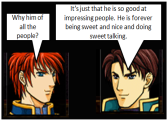 Why him of
all the
people?
It's just that he is so good at
impressing people. He is forever
being sweet and nice and doing
sweet talking.